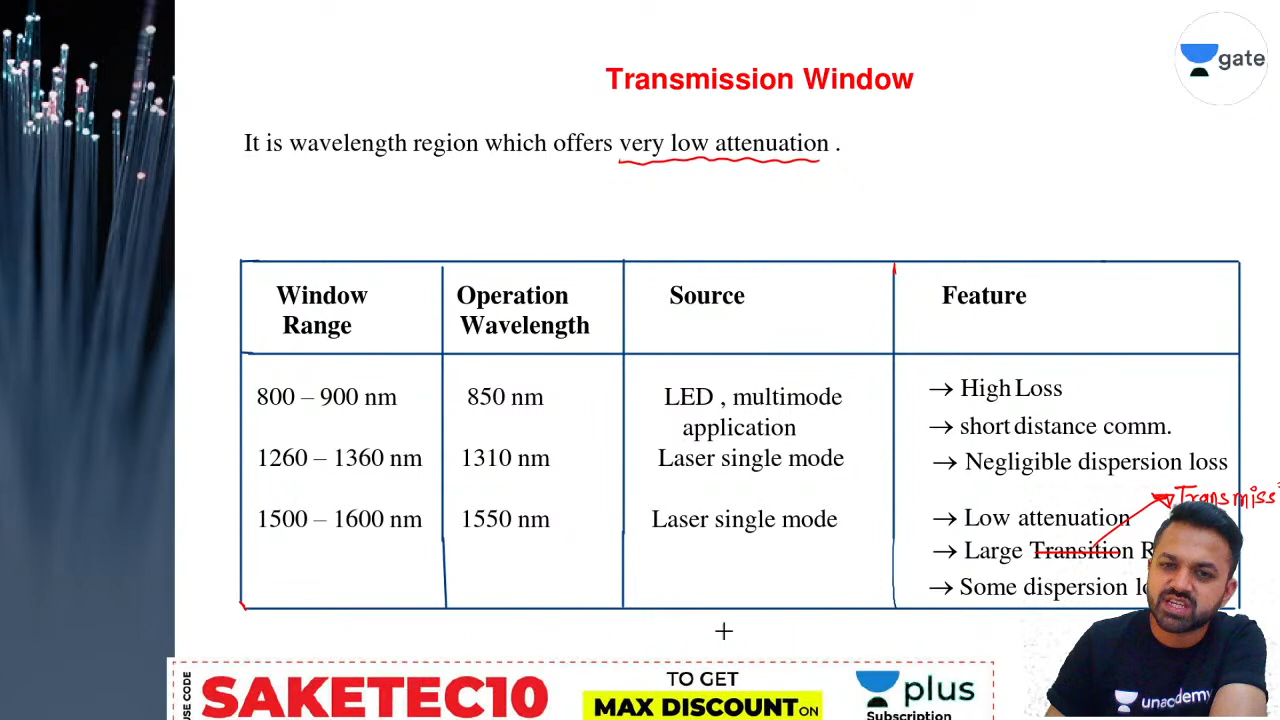 gate
Transmission Window
It is wavelength region which offers very low attenuation .
Window Range
Operation Wavelength
Source
Feature
800 – 900 nm
850 nm
LED , multimode application
→ High Loss
→ short distance comm.
1260 – 1360 nm
1310 nm
Laser single mode
→ Negligible dispersion loss
Transmiss
1500 – 1600 nm
1550 nm
Laser single mode
→ Low attenuation
→ Large Transition R
→ Some dispersion lo
USE CODE
SAKETEC10
TO GET
MAX DISCOUNT ON
plus
Subscription
unacademy